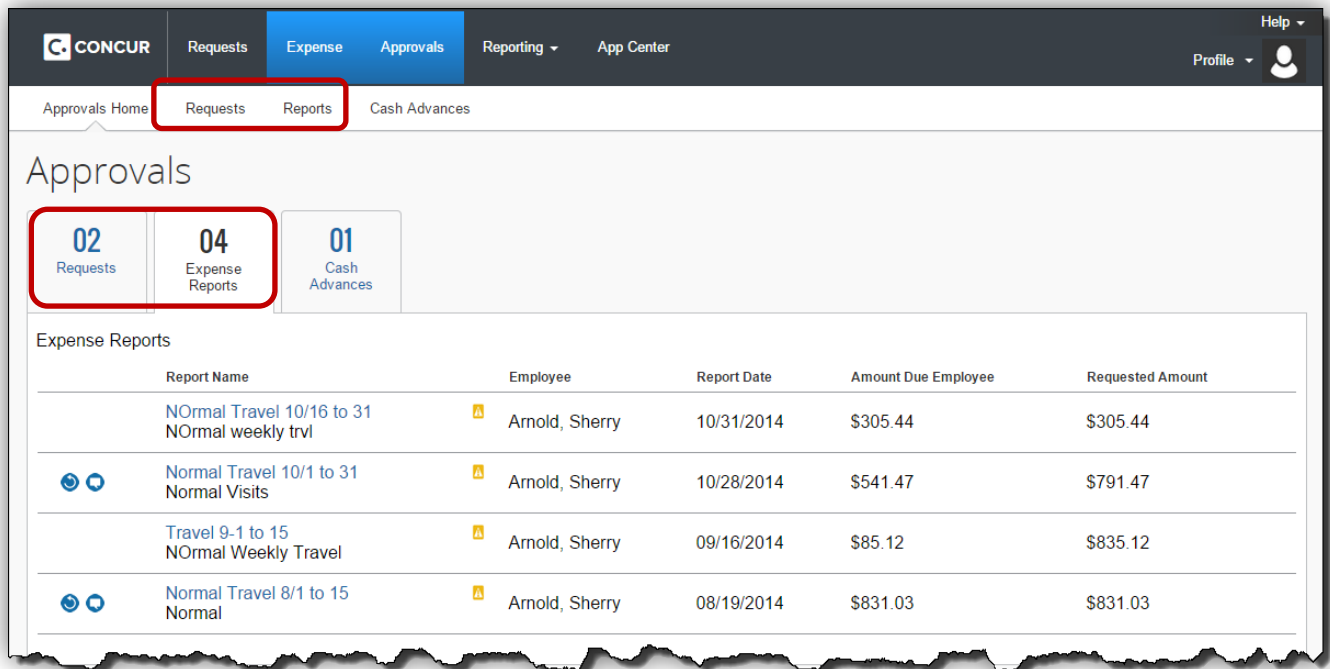 Help
C. CONCUR Requests Expense Approvals Reporting App Center
Profile
Approvals Home Requests Reports Cash Advances
Approvals
02 04 01
Requests Expense Reports Cash Advances
Expense Reports
Report Name Employee Report Date Amount Due Employee Requested Amount
NOrmal Travel 10/16 to 31
NOrmal weekly trvl
Arnold, Sherry 10/31/2014 $305.44 $305.44
Normal Travel 10/1 to 31
Normal Visits
Arnold, Sherry 10/28/2014 $541.47 $791.47
Travel 9-1 to 15
NOrmal Weekly Travel
Arnold, Sherry 09/16/2014 $85.12 $835.12
Normal Travel 8/1 to 15
Normal
Arnold, Sherry 08/19/2014 $831.03 $831.03